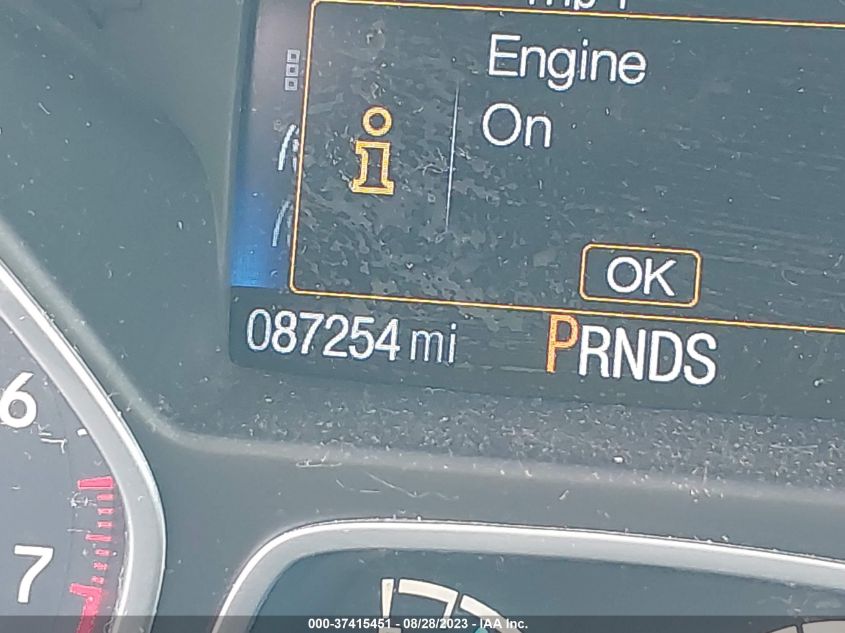 Engine
On
OK
087254 mi PRNDS
6
7
000-37415451 - 08/28/2023 - IAA Inc.